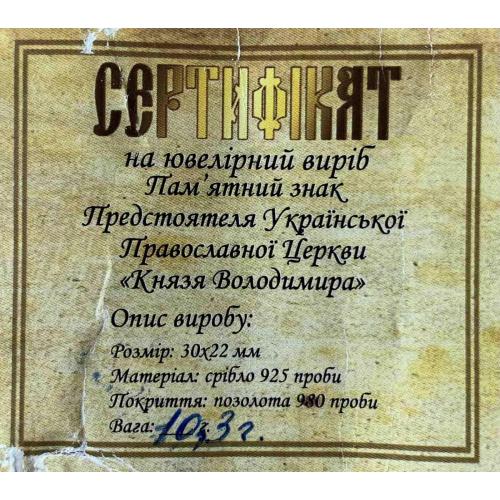 СЕРТИФІКАТ
на ювелірний виріб
Пам'ятний знак
Предстоятеля Української
Православної Церкви
«Князя Володимира»
Опис виробу:
Розмір: 30х22 мм
Матеріал: срібло 925 проби
Покриття: позолота 980 проби
Вага: 10,3 г.